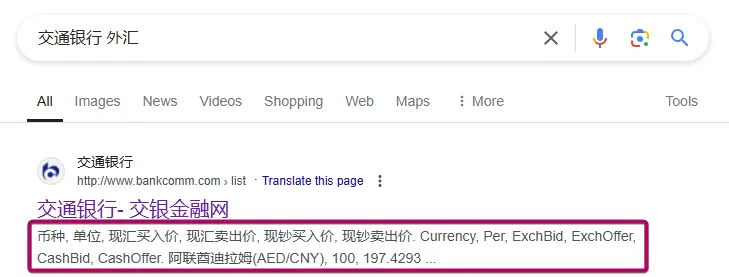 交通银行 外汇
All Images News Videos Shopping Web Maps More Tools
交通银行
http://www.bankcomm.com › list · Translate this page
交通银行- 交银金融网
币种, 单位, 现汇买入价, 现汇卖出价, 现钞买入价, 现钞卖出价. Currency, Per, ExchBid, ExchOffer,
CashBid, CashOffer. 阿联酋迪拉姆(AED/CNY), 100, 197.4293 ...